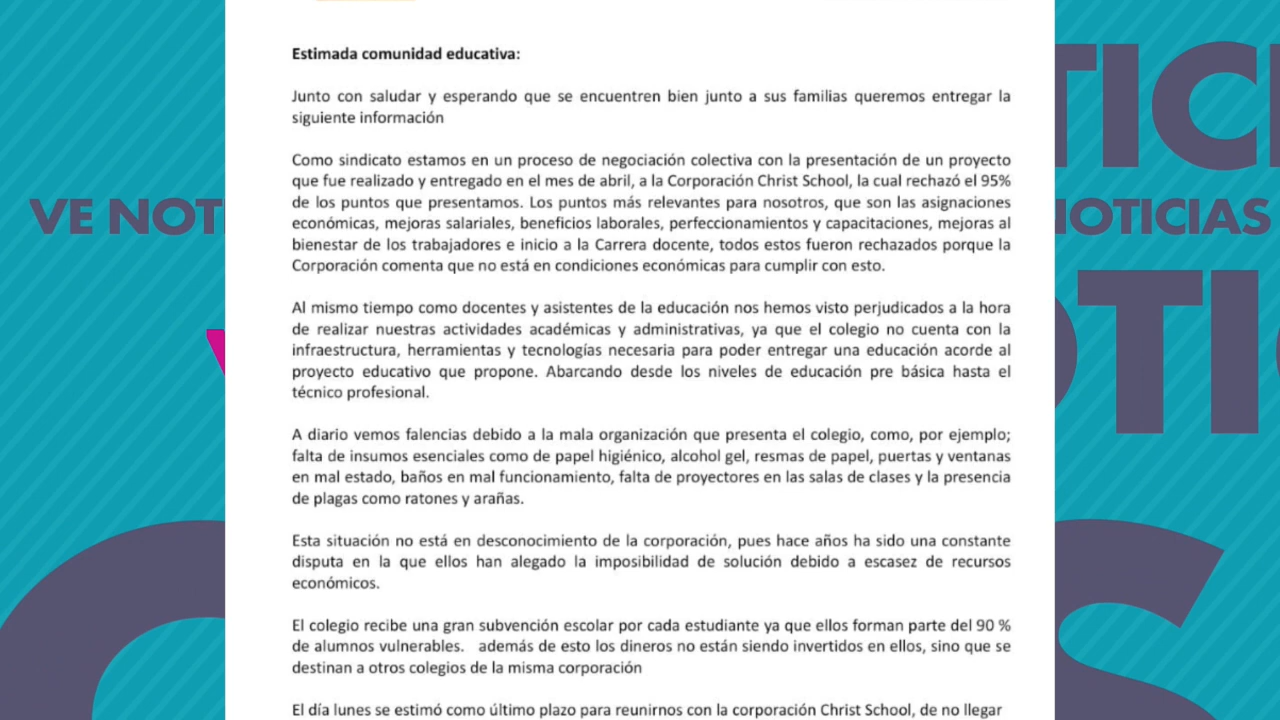 Estimada comunidad educativa:
Junto con saludar y esperando que se encuentren bien junto a sus familias queremos entregar la
siguiente información
Como sindicato estamos en un proceso de negociación colectiva con la presentación de un proyecto
que fue realizado y entregado en el mes de abril, a la Corporación Christ School, la cual rechazó el 95%
de los puntos que presentamos. Los puntos más relevantes para nosotros, que son las asignaciones
económicas, mejoras salariales, beneficios laborales, perfeccionamientos y capacitaciones, mejoras al
bienestar de los trabajadores e inicio a la Carrera docente, todos estos fueron rechazados porque la
Corporación comenta que no está en condiciones económicas para cumplir con esto.
Al mismo tiempo como docentes y asistentes de la educación nos hemos visto perjudicados a la hora
de realizar nuestras actividades académicas y administrativas, ya que el colegio no cuenta con la
infraestructura, herramientas y tecnologías necesaria para poder entregar una educación acorde al
proyecto educativo que propone. Abarcando desde los niveles de educación pre básica hasta el
técnico profesional.
A diario vemos falencias debido a la mala organización que presenta el colegio, como, por ejemplo;
falta de insumos esenciales como de papel higiénico, alcohol gel, resmas de papel, puertas y ventanas
en mal estado, baños en mal funcionamiento, falta de proyectores en las salas de clases y la presencia
de plagas como ratones y arañas.
Esta situación no está en desconocimiento de la corporación, pues hace años ha sido una constante
disputa en la que ellos han alegado la imposibilidad de solución debido a escasez de recursos
económicos.
El colegio recibe una gran subvención escolar por cada estudiante ya que ellos forman parte del 90 %
de alumnos vulnerables. además de esto los dineros no están siendo invertidos en ellos, sino que se
destinan a otros colegios de la misma corporación
El día lunes se estimó como último plazo para reunirnos con la corporación Christ School, de no llegar
VE NOT
TIC
NOTICIAS
OTI